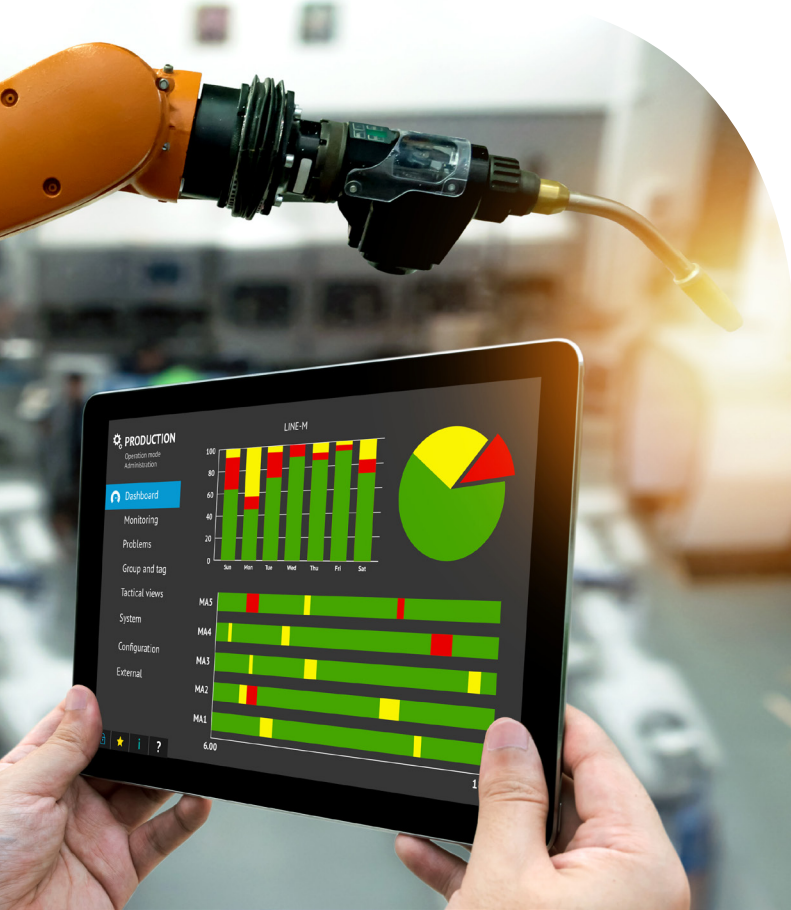 PRODUCTION
Operation mode
Administration
Dashboard
Monitoring
Problems
Group and tag
Tactical views
System
Configuration
External
?
LINE-M
100
80
60
40
20
0
Sun Mon Tue Wed Thu Fri Sat
MA5
MA4
MA3
MA2
MA1
6.00